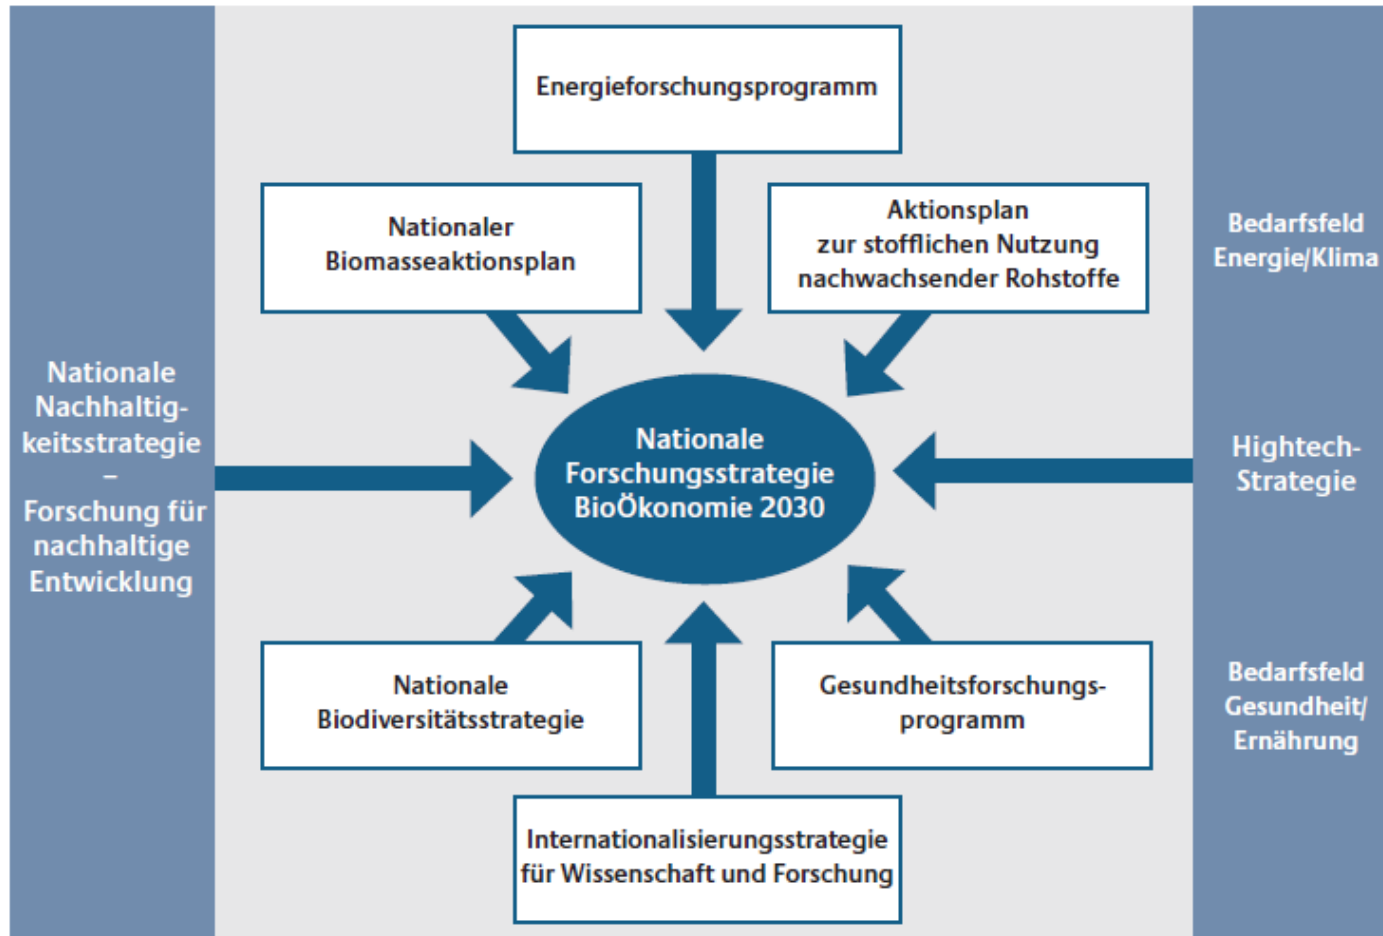 Energieforschungsprogramm
Nationaler
Biomasseaktionsplan
Aktionsplan
zur stofflichen Nutzung
nachwachsender Rohstoffe
Bedarfsfeld
Energie/Klima
Nationale
Nachhaltig-
keitsstrategie
–
Forschung für
nachhaltige
Entwicklung
Nationale
Forschungsstrategie
BioÖkonomie 2030
Hightech-
Strategie
Nationale
Biodiversitätsstrategie
Gesundheitsforschungs-
programm
Bedarfsfeld
Gesundheit/
Ernährung
Internationalisierungsstrategie
für Wissenschaft und Forschung